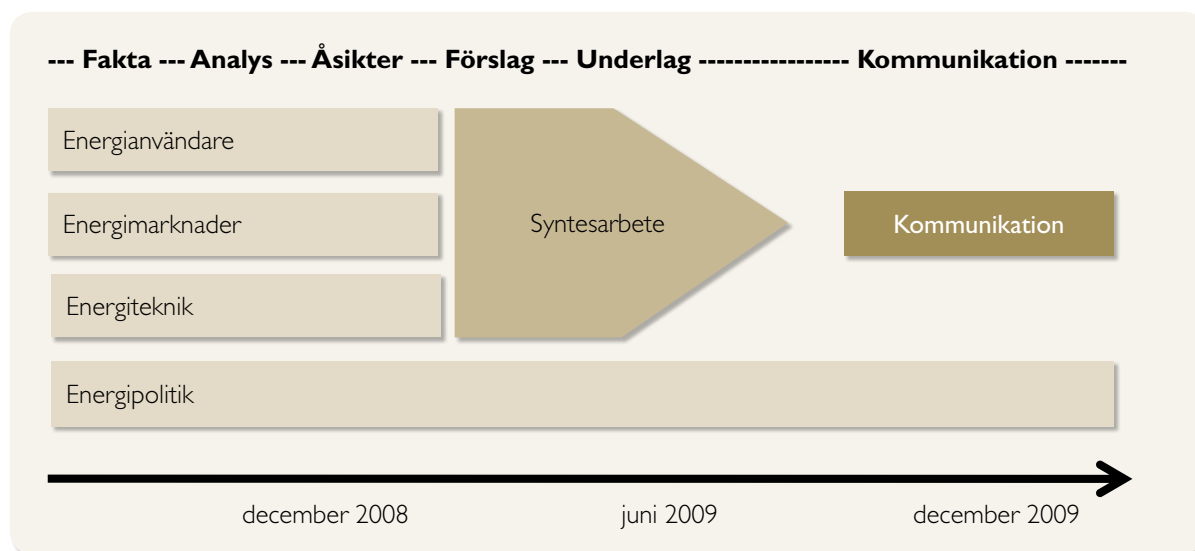 --- Fakta --- Analys --- Åsikter --- Förslag --- Underlag ---------------- Kommunikation -------
Energianvändare
Energimarknader
Syntesarbete
Kommunikation
Energiteknik
Energipolitik
december 2008
juni 2009
december 2009